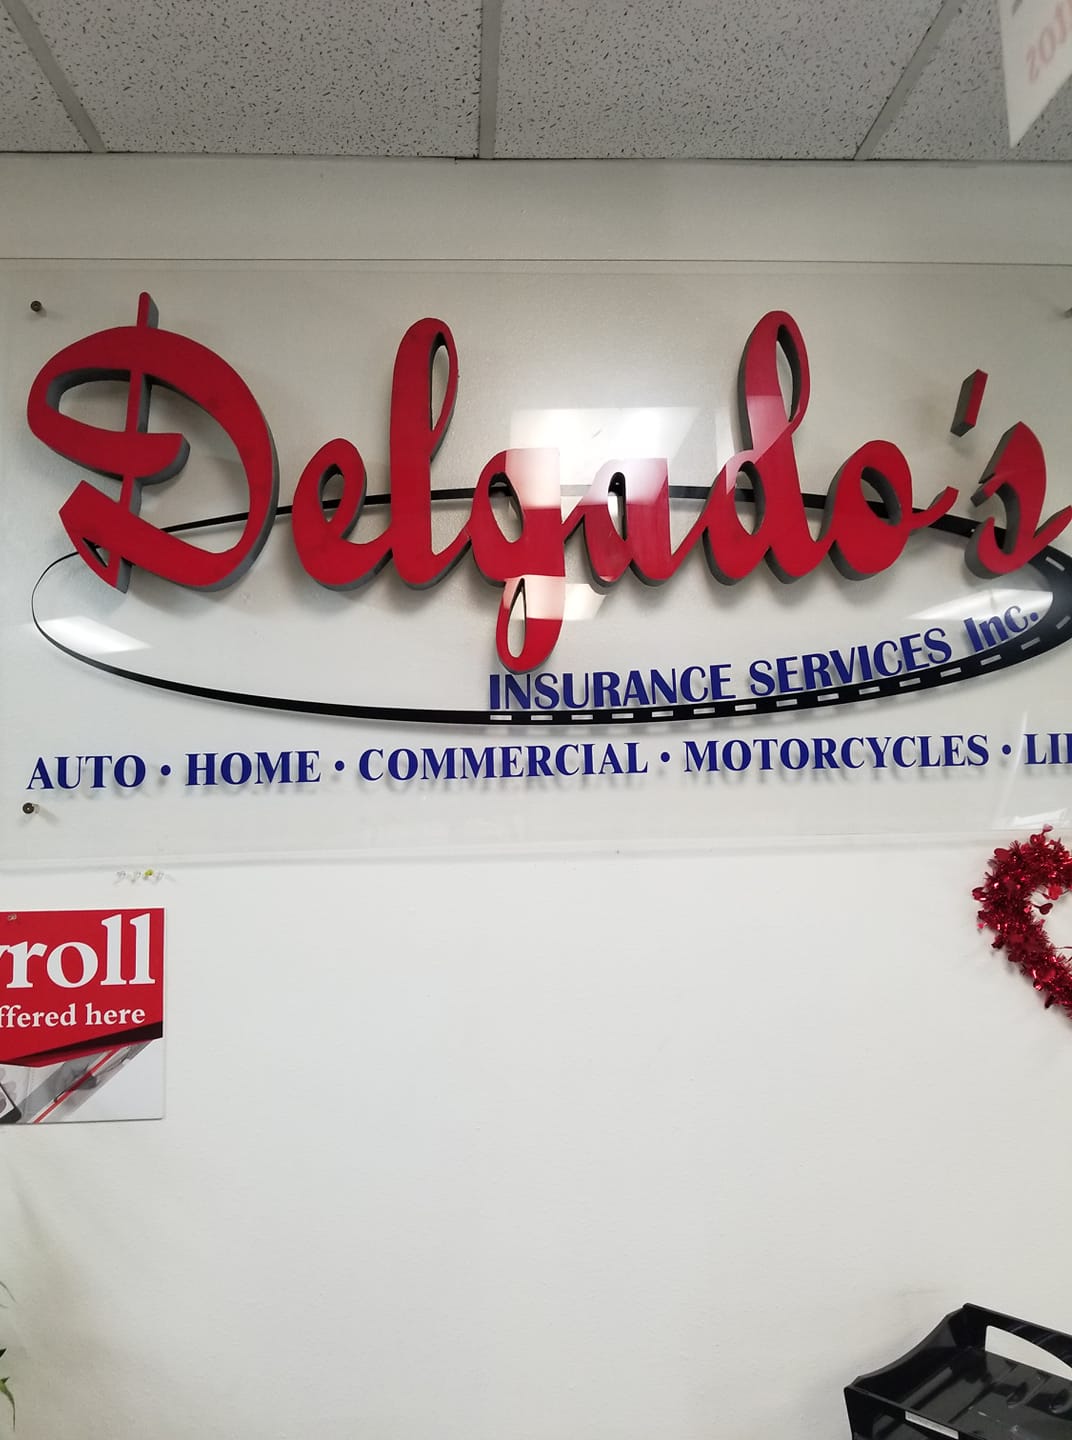 Delgado's
INSURANCE SERVICES Inc.
AUTO • HOME • COMMERCIAL • MOTORCYCLES •
roll
ffered here